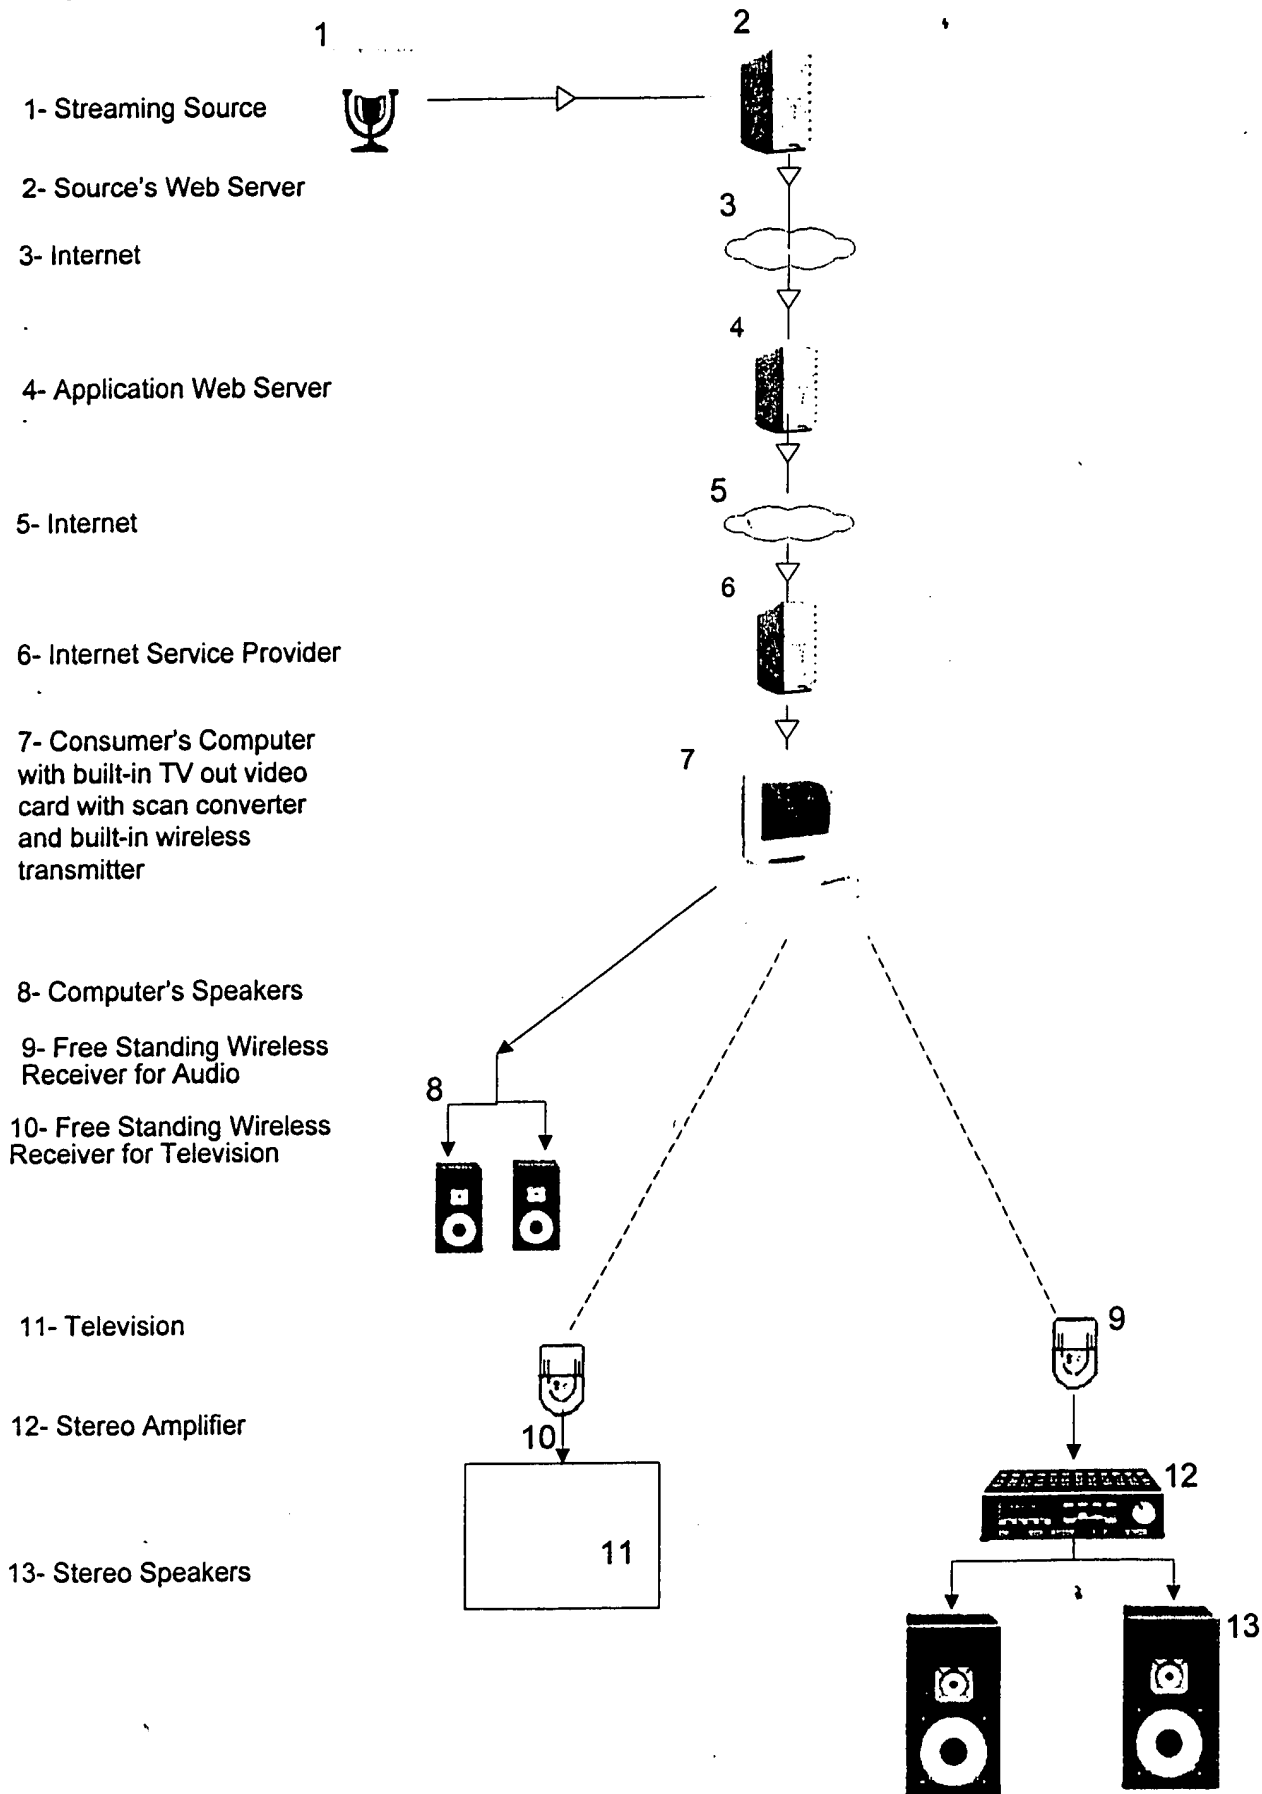 1
2
1- Streaming Source
2- Source's Web Server
3
3- Internet
4
4- Application Web Server
5
5- Internet
6
6- Internet Service Provider
7
7- Consumer's Computer
with built-in TV out video
card with scan converter
and built-in wireless
transmitter
8- Computer's Speakers
9- Free Standing Wireless
Receiver for Audio
8
10- Free Standing Wireless
Receiver for Television
9
11- Television
12- Stereo Amplifier
10
12
11
13- Stereo Speakers
13